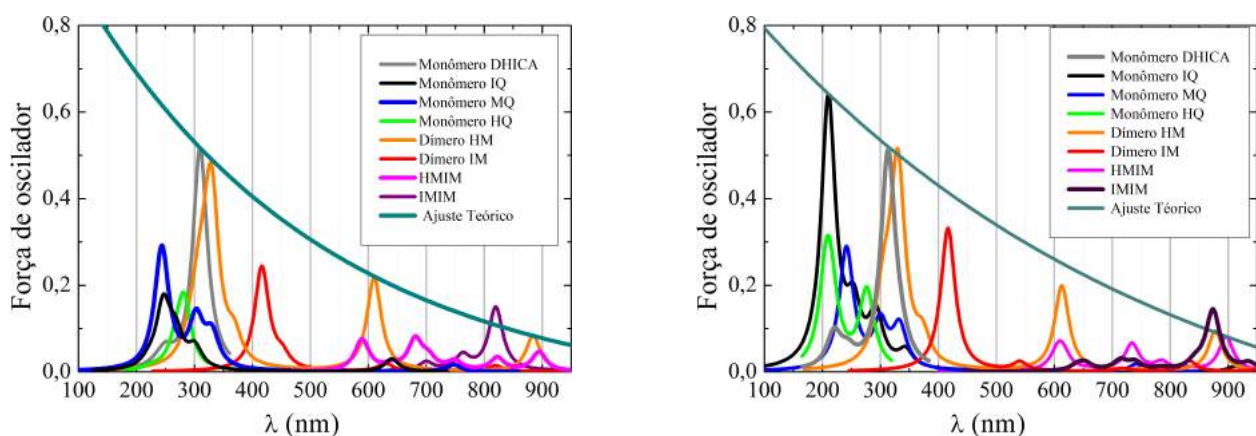 Força de oscilador
0,8
0,6
0,4
0,2
0,0
100 200 300 400 500 600 700 800 900
λ (nm)
Monômero DHICA
Monômero IQ
Monômero MQ
Monômero HQ
Dímero HM
Dímero IM
HMIM
IMIM
Ajuste Teórico
Força de oscilador
0,8
0,6
0,4
0,2
0,0
100 200 300 400 500 600 700 800 900
λ (nm)
Monômero DHICA
Monômero IQ
Monômero MQ
Monômero HQ
Dímero HM
Dímero IM
HMIM
IMIM
Ajuste Téorico